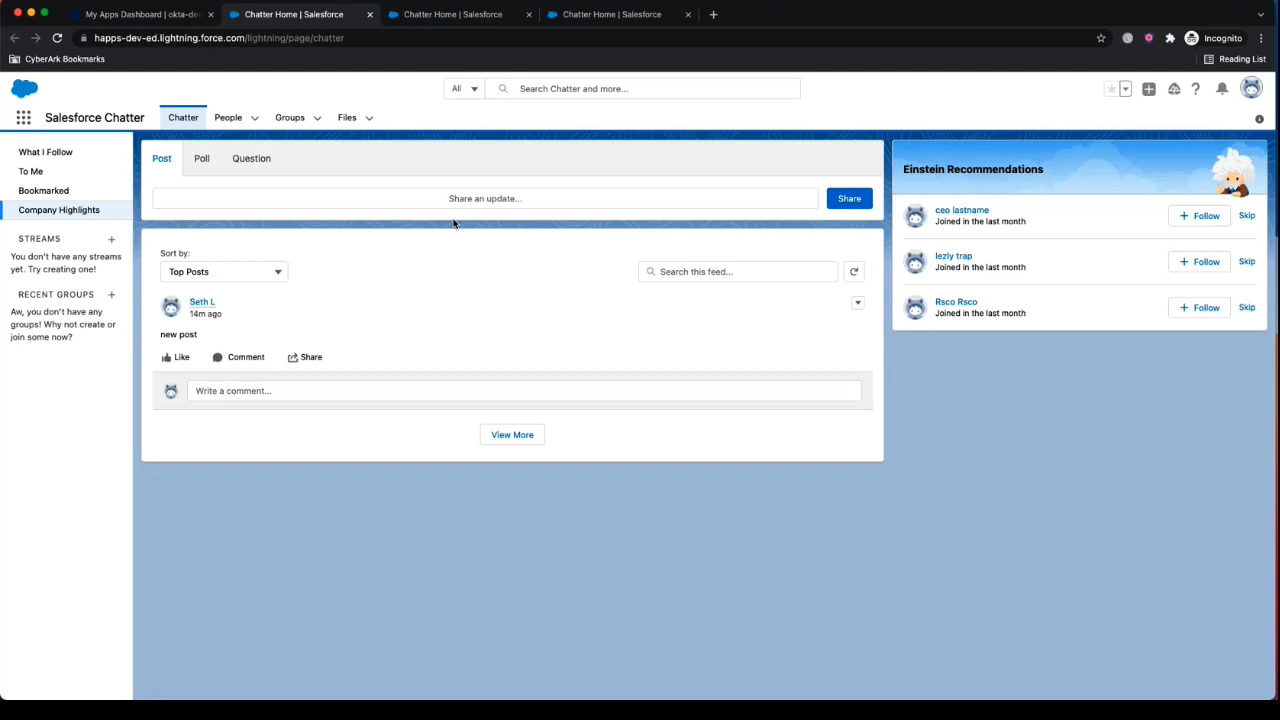 My Apps Dashboard | okta-de
Chatter Home | Salesforce
Chatter Home | Salesforce
Chatter Home | Salesforce
happs-dev-ed.lightning.force.com/lightning/page/chatter
Incognito
CyberArk Bookmarks
Reading List
All
Search Chatter and more...
Salesforce Chatter
Chatter
People
Groups
Files
What I Follow
To Me
Bookmarked
Company Highlights
STREAMS
You don't have any streams
yet. Try creating one!
RECENT GROUPS
Aw, you don't have any
groups! Why not create or
join some now?
Post
Poll
Question
Share an update...
Share
Sort by:
Top Posts
Search this feed...
Seth L
14m ago
new post
Like
Comment
Share
Write a comment...
View More
Einstein Recommendations
ceo lastname
Joined in the last month
+ Follow
Skip
lezly trap
Joined in the last month
+ Follow
Skip
Rsco Rsco
Joined in the last month
+ Follow
Skip